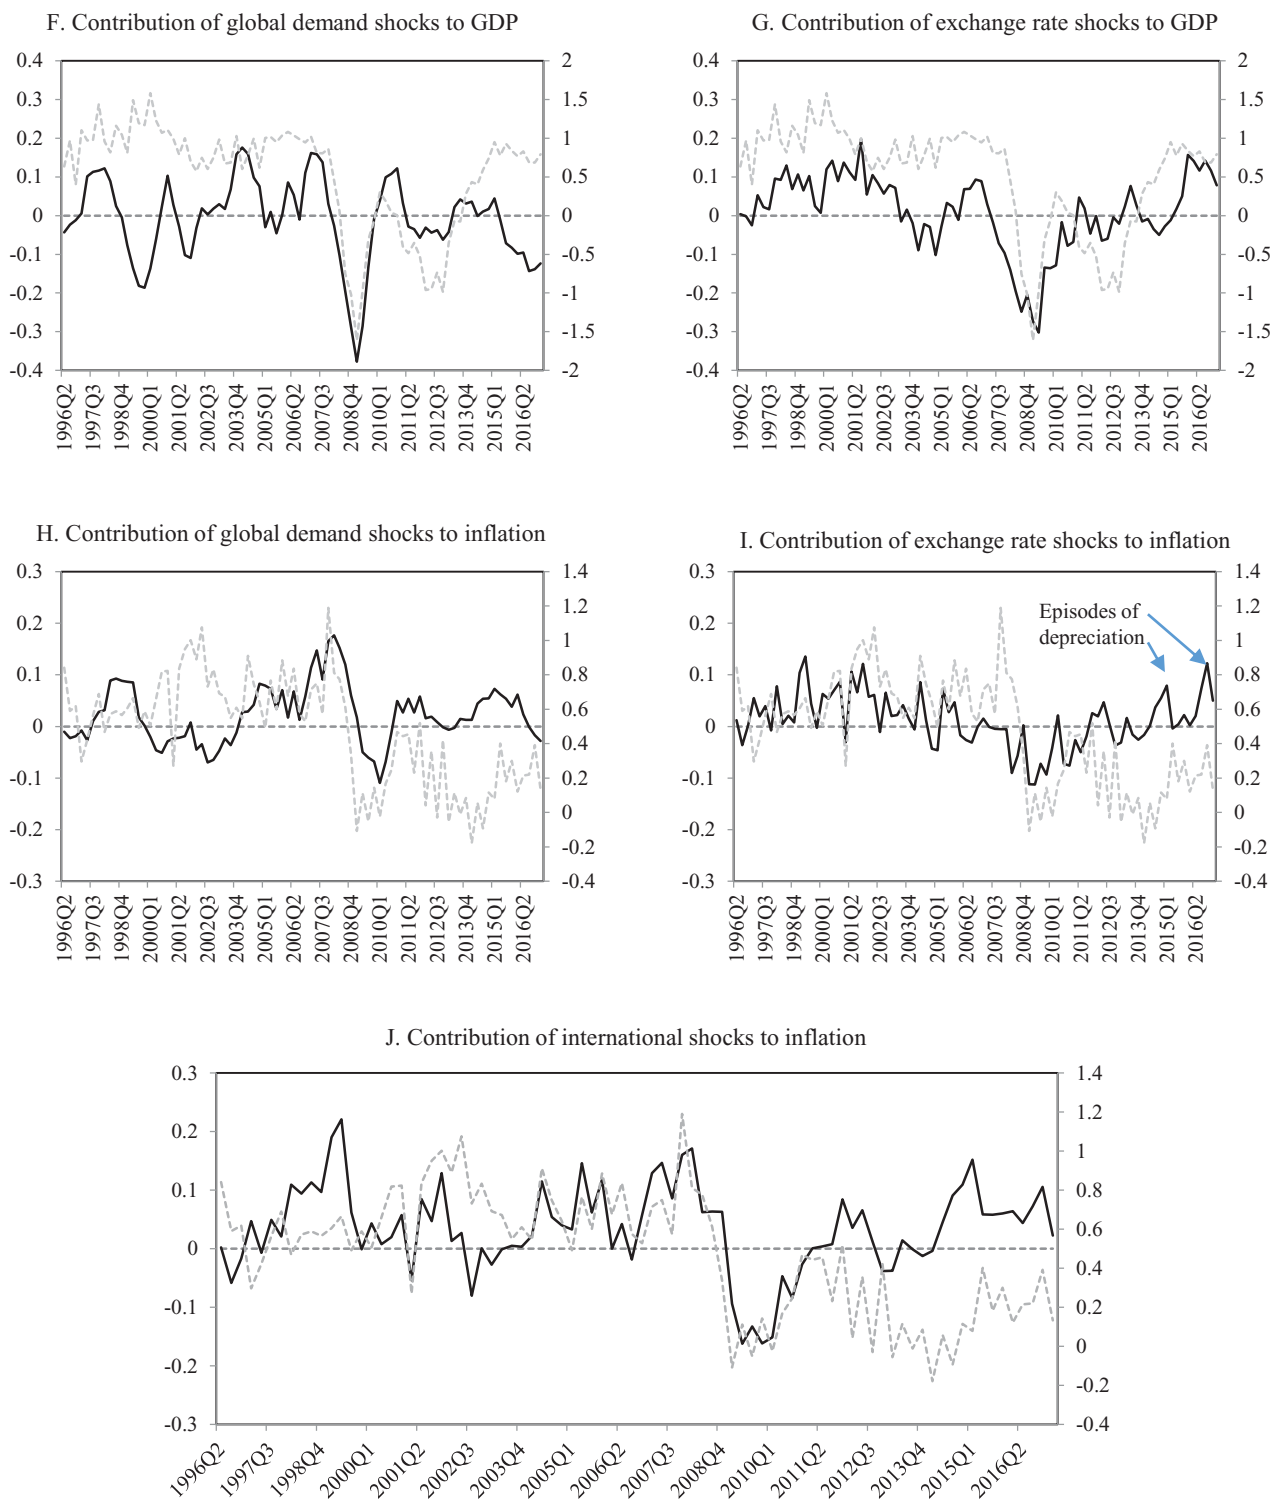 F. Contribution of global demand shocks to GDP
0.4
0.3
0.2
0.1
0
-0.1
-0.2
-0.3
-0.4
2
1.5
1
0.5
0
-0.5
-1
-1.5
-2
1996Q2
1997Q3
1998Q4
2000Q1
2001Q2
2002Q3
2003Q4
2005Q1
2006Q2
2007Q3
2008Q4
2010Q1
2011Q2
2012Q3
2013Q4
2015Q1
2016Q2
G. Contribution of exchange rate shocks to GDP
0.4
0.3
0.2
0.1
0
-0.1
-0.2
-0.3
-0.4
2
1.5
1
0.5
0
-0.5
-1
-1.5
-2
1996Q2
1997Q3
1998Q4
2000Q1
2001Q2
2002Q3
2003Q4
2005Q1
2006Q2
2007Q3
2008Q4
2010Q1
2011Q2
2012Q3
2013Q4
2015Q1
2016Q2
H. Contribution of global demand shocks to inflation
0.3
0.2
0.1
0
-0.1
-0.2
-0.3
1.4
1.2
1
0.8
0.6
0.4
0.2
0
-0.2
-0.4
1996Q2
1997Q3
1998Q4
2000Q1
2001Q2
2002Q3
2003Q4
2005Q1
2006Q2
2007Q3
2008Q4
2010Q1
2011Q2
2012Q3
2013Q4
2015Q1
2016Q2
I. Contribution of exchange rate shocks to inflation
0.3
0.2
0.1
0
-0.1
-0.2
-0.3
Episodes of
depreciation
1.4
1.2
1
0.8
0.6
0.4
0.2
0
-0.2
-0.4
1996Q2
1997Q3
1998Q4
2000Q1
2001Q2
2002Q3
2003Q4
2005Q1
2006Q2
2007Q3
2008Q4
2010Q1
2011Q2
2012Q3
2013Q4
2015Q1
2016Q2
J. Contribution of international shocks to inflation
0.3
0.2
0.1
0
-0.1
-0.2
-0.3
1.4
1.2
1
0.8
0.6
0.4
0.2
0
-0.2
-0.4
1996Q2
1997Q3
1998Q4
2000Q1
2001Q2
2002Q3
2003Q4
2005Q1
2006Q2
2007Q3
2008Q4
2010Q1
2011Q2
2012Q3
2013Q4
2015Q1
2016Q2